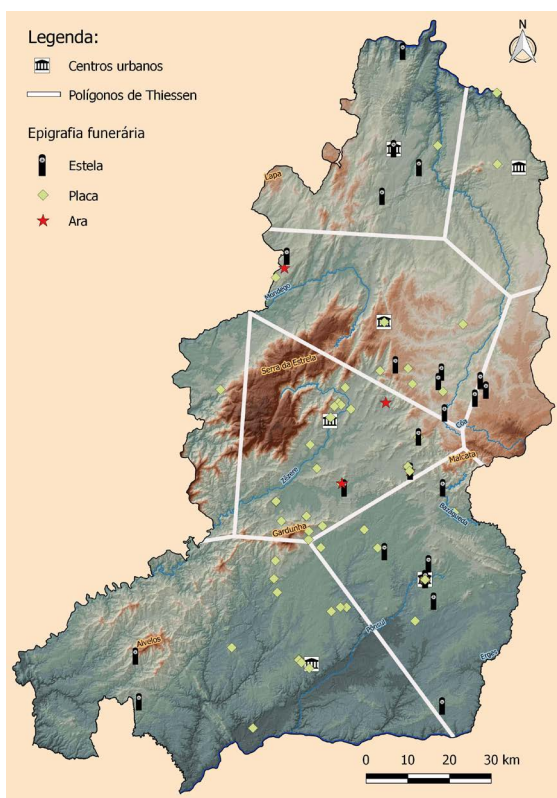 Legenda:
Centros urbanos
Polígonos de Thiessen
Epigrafia funerária
Estela
Placa
Ara
N
Lapa
Mondego
Serra da Estrela
Côa
Malcata
Zêzere
Bazágueda
Gardunha
Pônsul
Alvelos
Erges
0 10 20 30 km